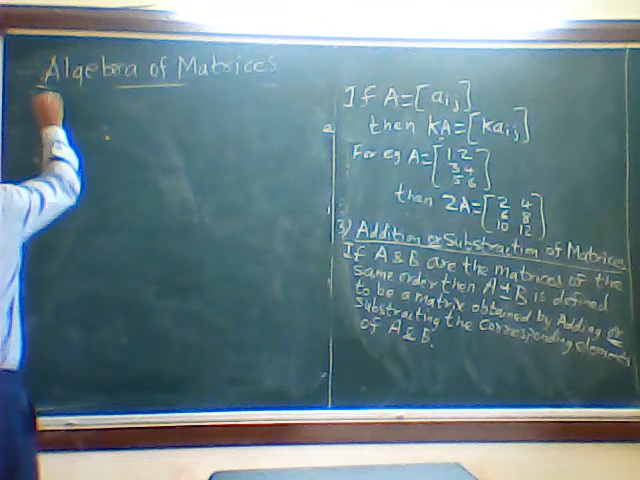 Algebra of Matrices
If A=[aij]
then KA=[Kaij]
For eg A=[1 2
3 4
5 6]
then 2A=[2 4
6 8
10 12]
3) Addition or Substraction of Matrices
If A & B are the matrices of the
same order then A±B is defined
to be a matrix obtained by Adding or
substracting the corresponding elements
of A & B.